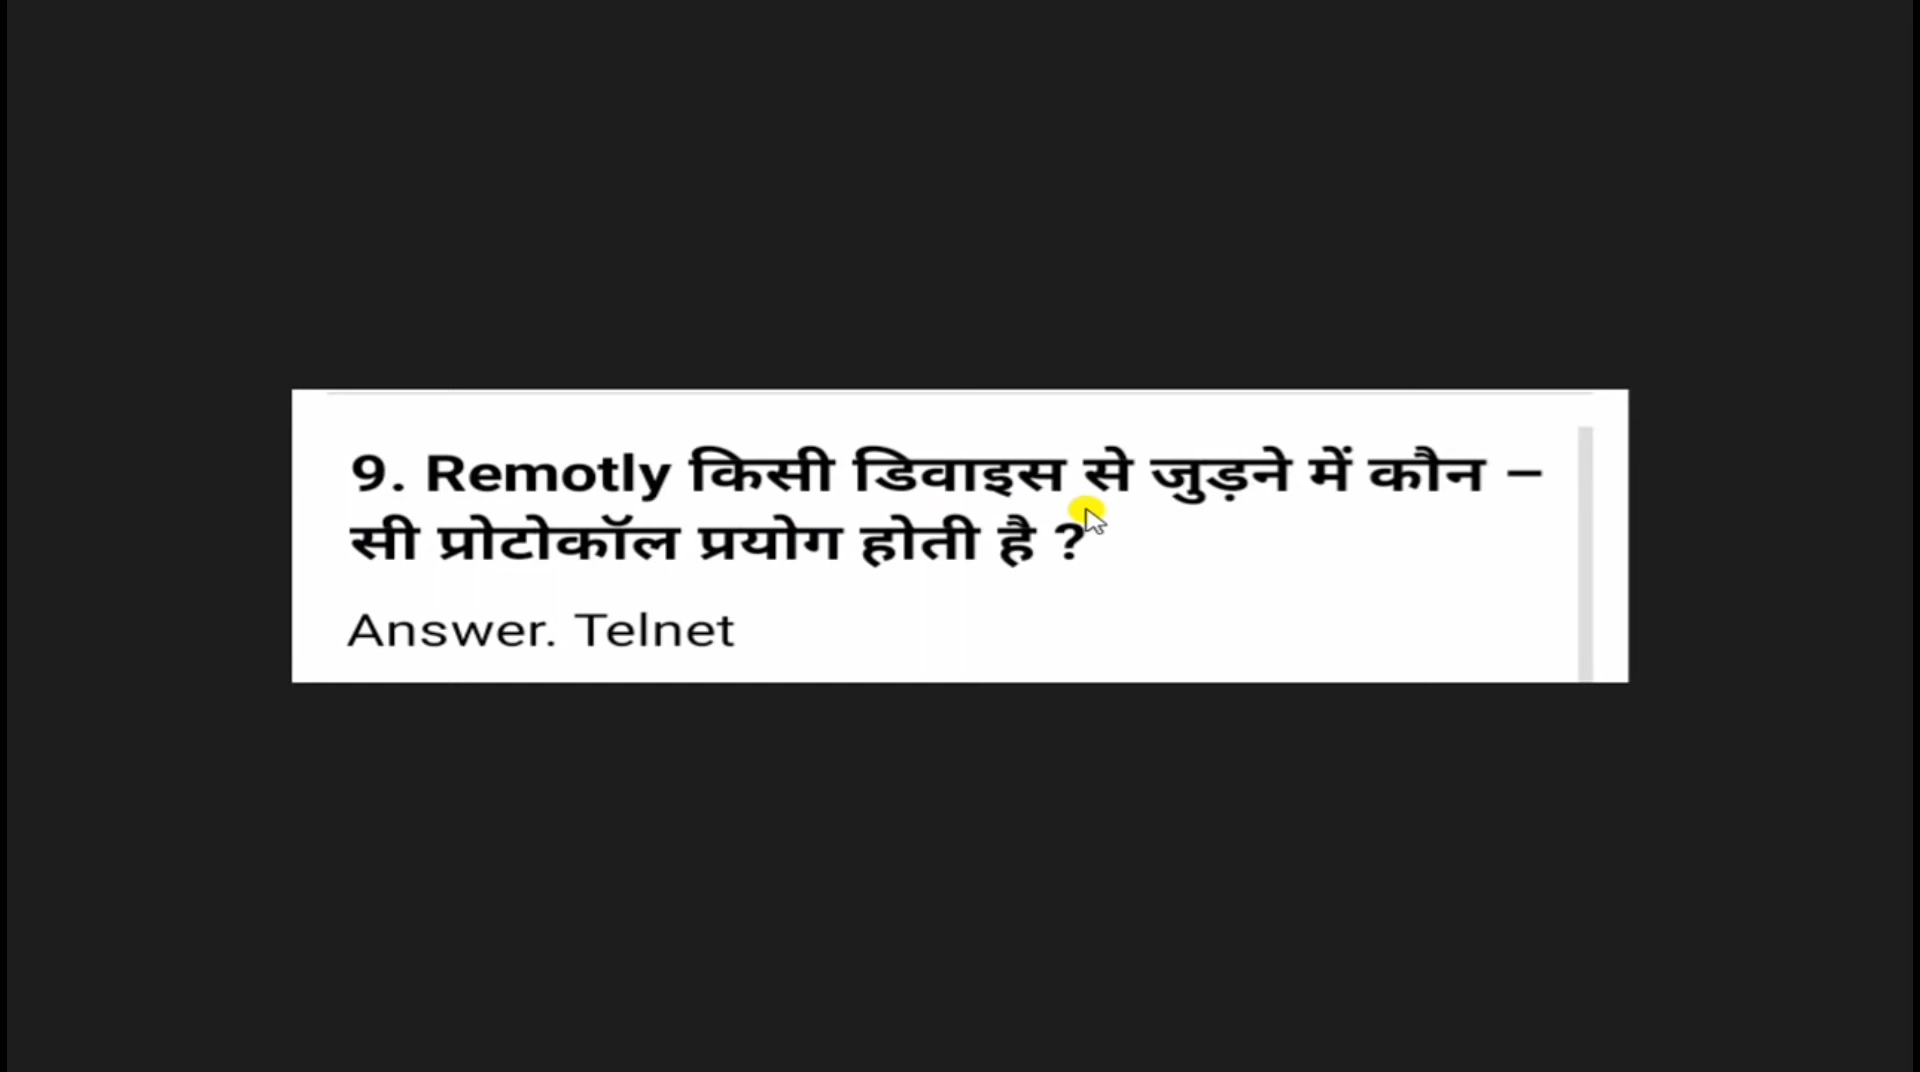 9. Remotly किसी डिवाइस से जुड़ने में कौन –
सी प्रोटोकॉल प्रयोग होती है ?
Answer. Telnet